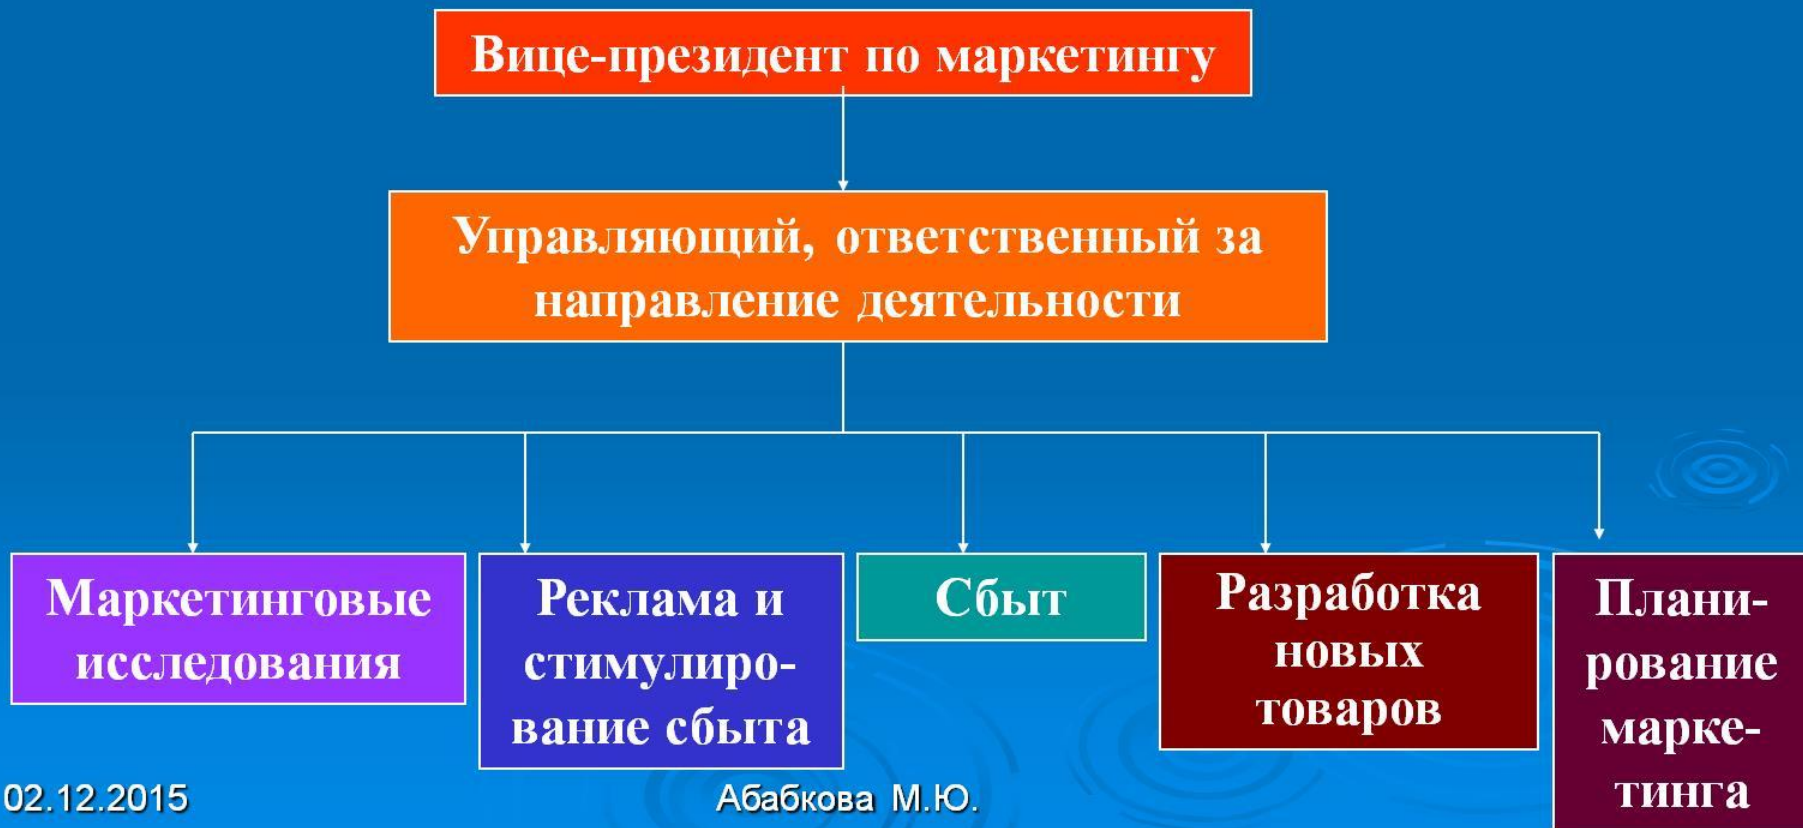 Вице-президент по маркетингу
Управляющий, ответственный за
направление деятельности
Маркетинговые
исследования
Реклама и
стимулиро-
вание сбыта
Сбыт
Разработка
новых
товаров
Плани-
рование
марке-
тинга
02.12.2015
Абабкова М.Ю.